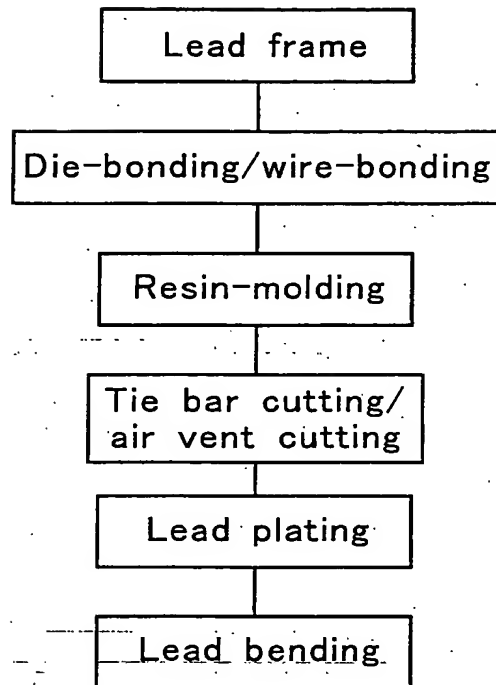 Lead frame
Die-bonding/wire-bonding
Resin-molding
Tie bar cutting/
air vent cutting
Lead plating
Lead bending